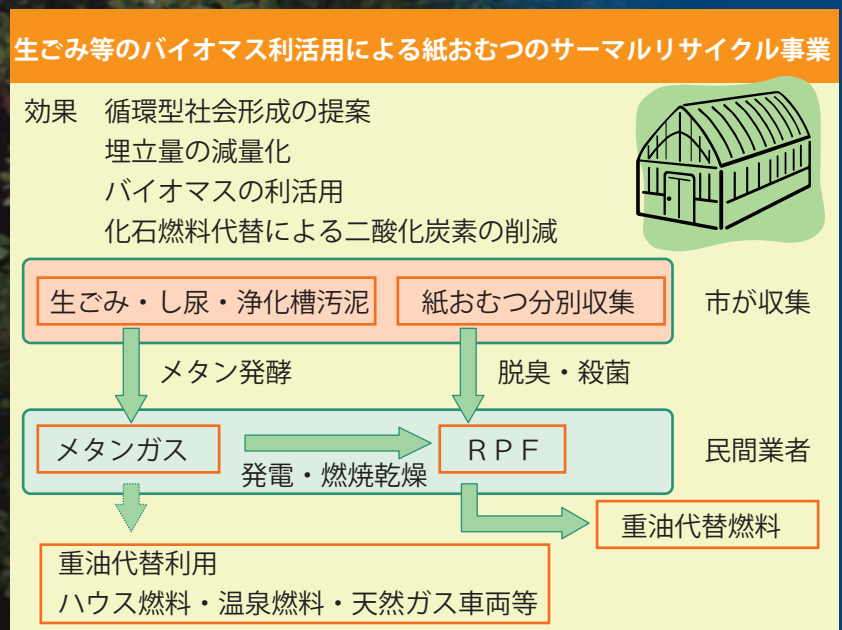 生ごみ等のバイオマス利活用による紙おむつのサーマルリサイクル事業
効果 循環型社会形成の提案
埋立量の減量化
バイオマスの利活用
化石燃料代替による二酸化炭素の削減
生ごみ・し尿・浄化槽汚泥
紙おむつ分別収集
市が収集
メタン発酵
脱臭・殺菌
メタンガス
発電・燃焼乾燥
ＲＰＦ
民間業者
重油代替燃料
重油代替利用
ハウス燃料・温泉燃料・天然ガス車両等